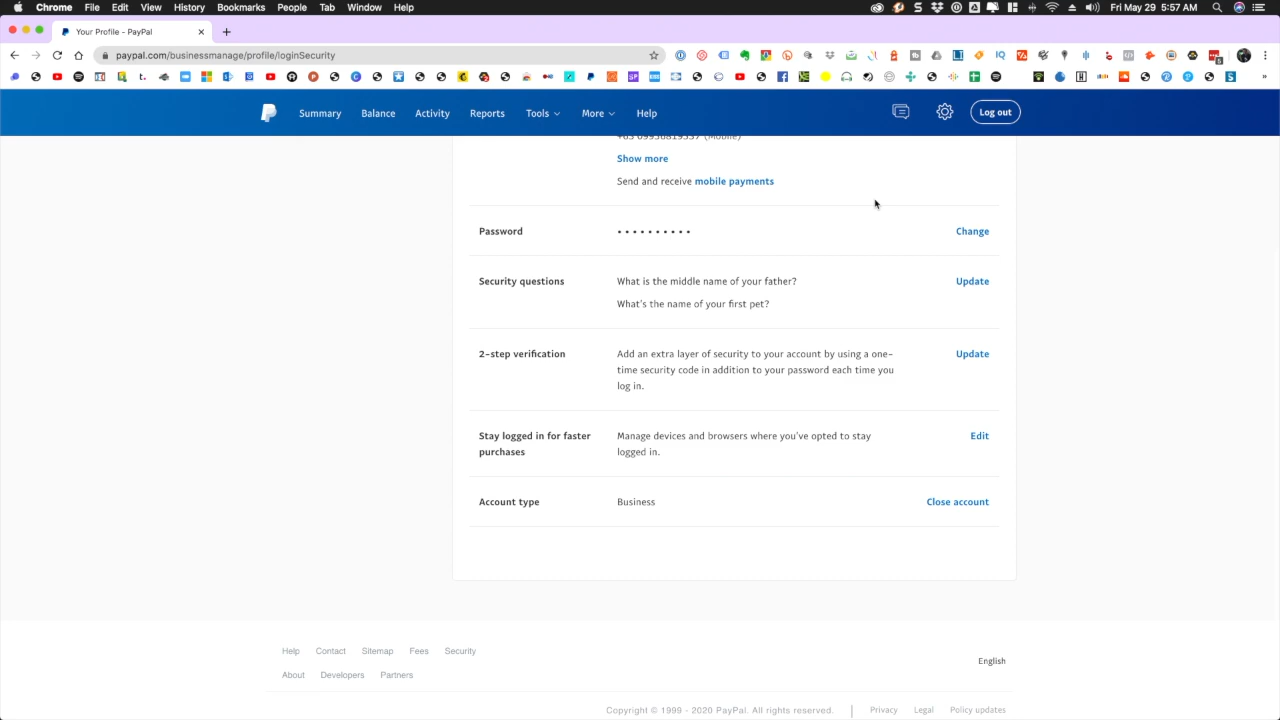 Chrome File Edit View History Bookmarks People Tab Window Help Fri May 29 5:57 AM
Your Profile - PayPal
paypal.com/businessmanage/profile/loginSecurity
Summary Balance Activity Reports Tools More Help Log out
(Mobile)
Show more
Send and receive mobile payments
Password • • • • • • • • • • Change
Security questions What is the middle name of your father? Update
What's the name of your first pet?
2-step verification Add an extra layer of security to your account by using a one- Update
time security code in addition to your password each time you
log in.
Stay logged in for faster Manage devices and browsers where you've opted to stay Edit
purchases logged in.
Account type Business Close account
Help Contact Sitemap Fees Security
English
About Developers Partners
Copyright © 1999 - 2020 PayPal. All rights reserved. | Privacy Legal Policy updates